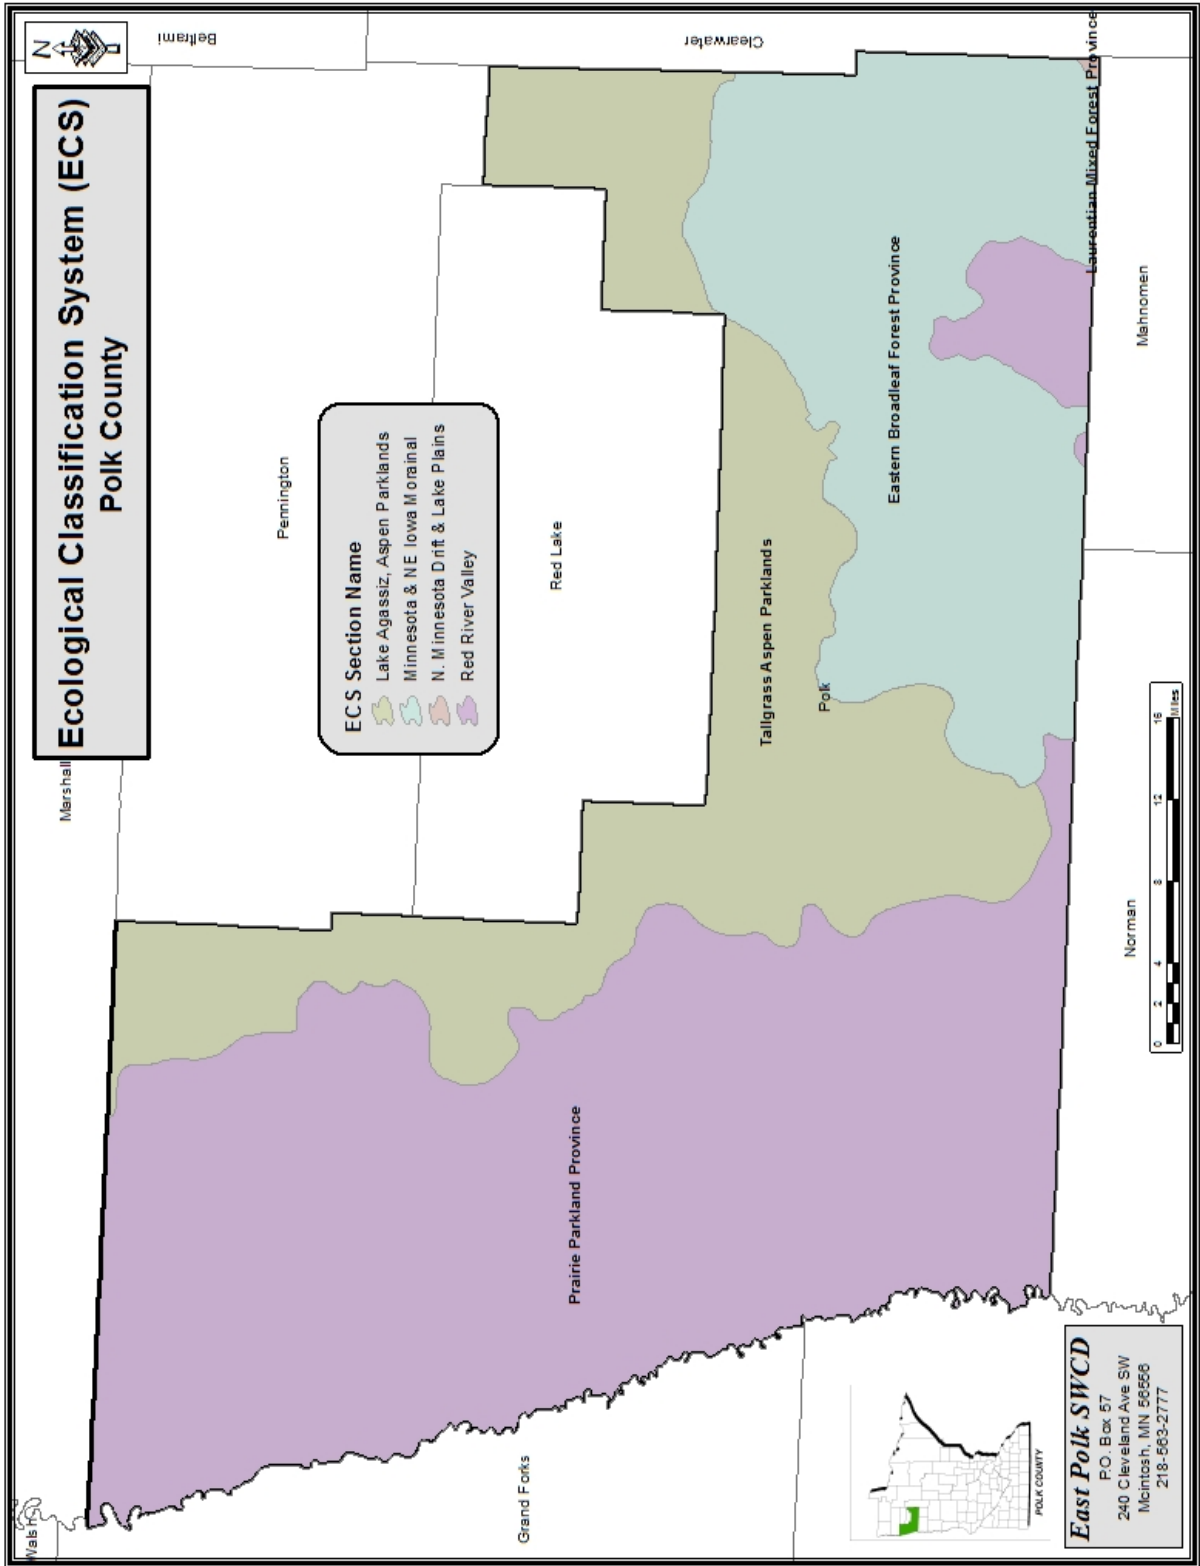 N
Ecological Classification System (ECS)
Polk County
Beltrami
Clearwater
Marshall
Pennington
Red Lake
ECS Section Name
Lake Agassiz, Aspen Parklands
Minnesota & NE Iowa Morainal
N. Minnesota Drift & Lake Plains
Red River Valley
Laurentian Mixed Forest Province
Eastern Broadleaf Forest Province
Tallgrass Aspen Parklands
Polk
Prairie Parkland Province
Mahnomen
Norman
Walsh
Grand Forks
0 2 4 8 12 16
Miles
POLK COUNTY
East Polk SWCD
P.O. Box 57
240 Cleveland Ave SW
Mcintosh, MN 56556
218-563-2777